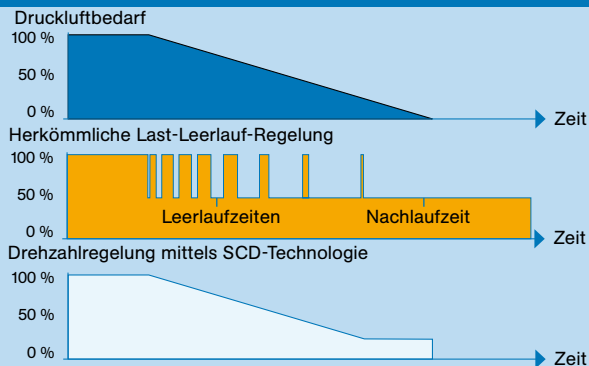 Druckluftbedarf
100 %
50 %
0 %
Zeit
Herkömmliche Last-Leerlauf-Regelung
100 %
50 %
Leerlaufzeiten Nachlaufzeit
0 %
Zeit
Drehzahlregelung mittels SCD-Technologie
100 %
50 %
0 %
Zeit